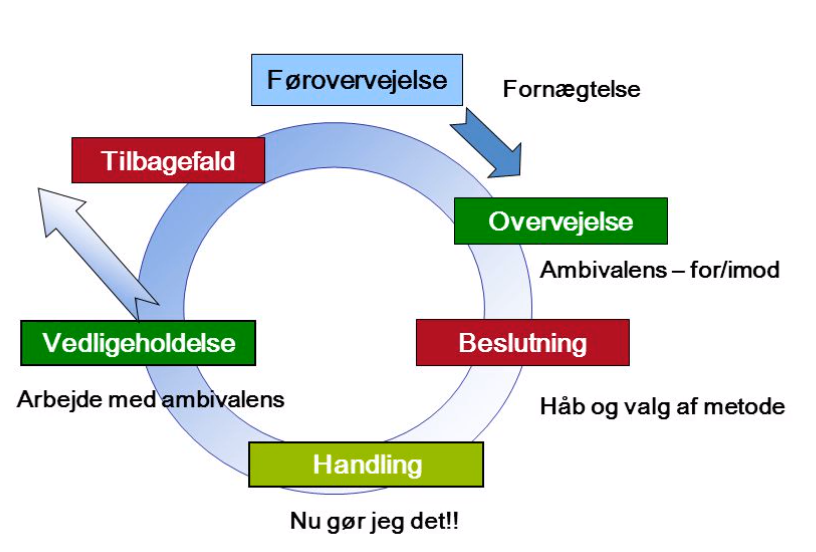 Førovervejelse
Fornægtelse
Tilbagefald
Overvejelse
Ambivalens – for/imod
Vedligeholdelse
Beslutning
Arbejde med ambivalens
Håb og valg af metode
Handling
Nu gør jeg det!!